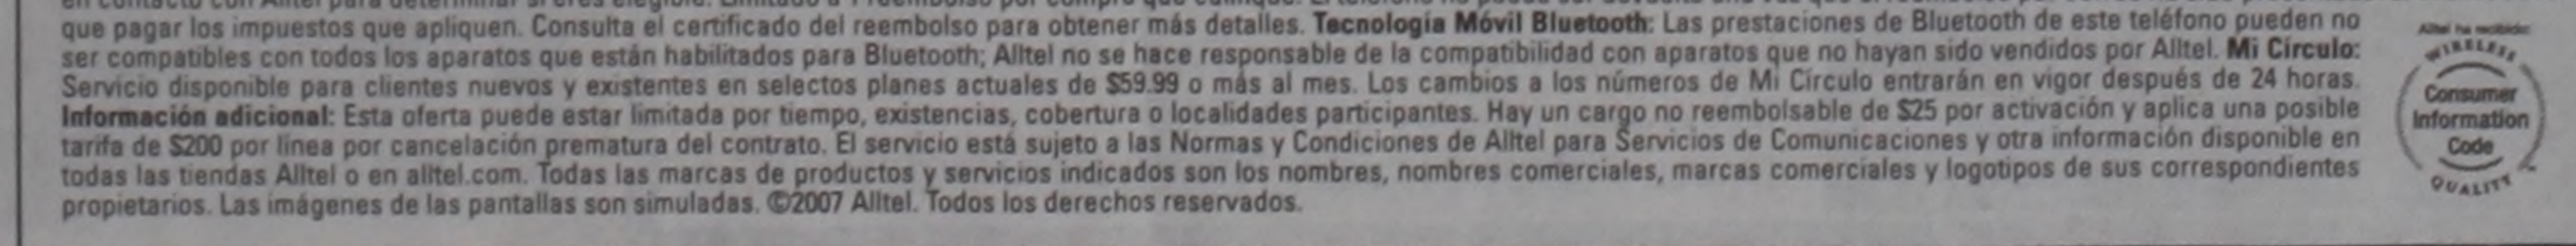 que pagar los impuestos que apliquen. Consulta el certificado del reembolso para obtener más detalles. Tecnología Móvil Bluetooth: Las prestaciones de Bluetooth de este teléfono pueden no
ser compatibles con todos los aparatos que están habilitados para Bluetooth; Alltel no se hace responsable de la compatibilidad con aparatos que no hayan sido vendidos por Alltel. Mi Círculo:
Servicio disponible para clientes nuevos y existentes en selectos planes actuales de $59.99 o más al mes. Los cambios a los números de Mi Círculo entrarán en vigor después de 24 horas.
Información adicional: Esta oferta puede estar limitada por tiempo, existencias, cobertura o localidades participantes. Hay un cargo no reembolsable de $25 por activación y aplica una posible
tarifa de $200 por línea por cancelación prematura del contrato. El servicio está sujeto a las Normas y Condiciones de Alltel para Servicios de Comunicaciones y otra información disponible en
todas las tiendas Alltel o en alltel.com. Todas las marcas de productos y servicios indicados son los nombres, nombres comerciales, marcas comerciales y logotipos de sus correspondientes
propietarios. Las imágenes de las pantallas son simuladas. ©2007 Alltel. Todos los derechos reservados.
Alltel ha recibido:
WIRELESS
Consumer
Information
Code
QUALITY